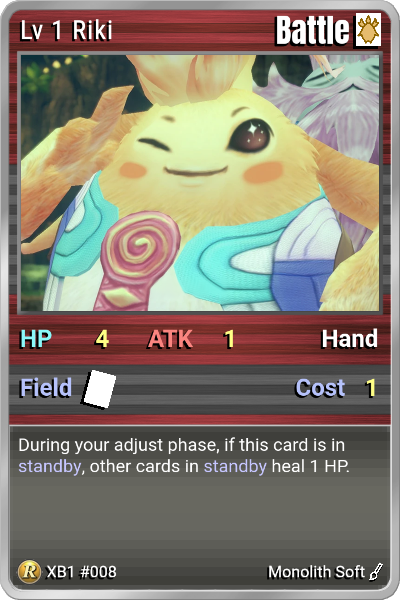 Lv 1 Riki Battle
HP 4 ATK 1 Hand
Field Cost 1
During your adjust phase, if this card is in
standby, other cards in standby heal 1 HP.
R XB1 #008 Monolith Soft